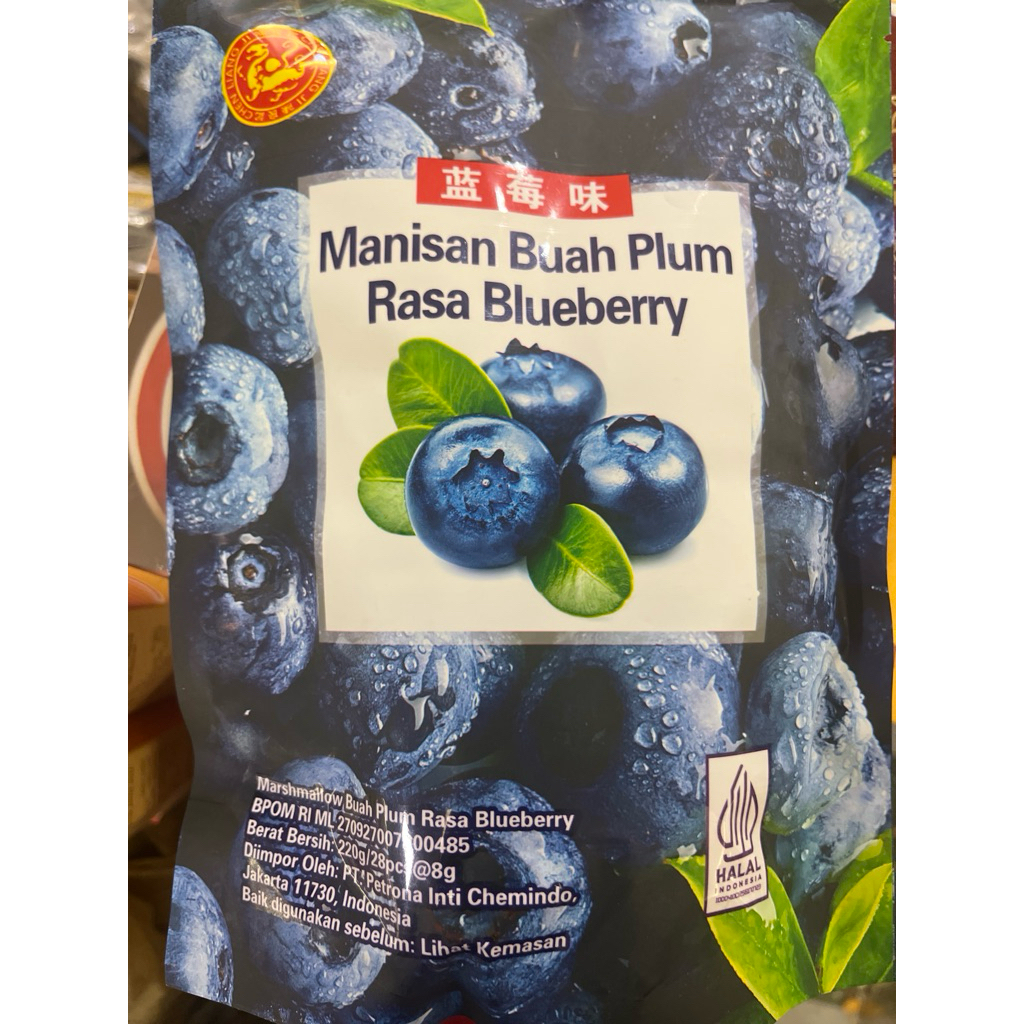 蓝莓味
Manisan Buah Plum
Rasa Blueberry
Marshmallow Buah Plum Rasa Blueberry
BPOM RI ML
Berat Bersih: 220g/28pcs@8g
Diimpor Oleh: PT Petrona Inti Chemindo,
Jakarta 11730, Indonesia
Baik digunakan sebelum: Lihat Kemasan
HALAL
INDONESIA